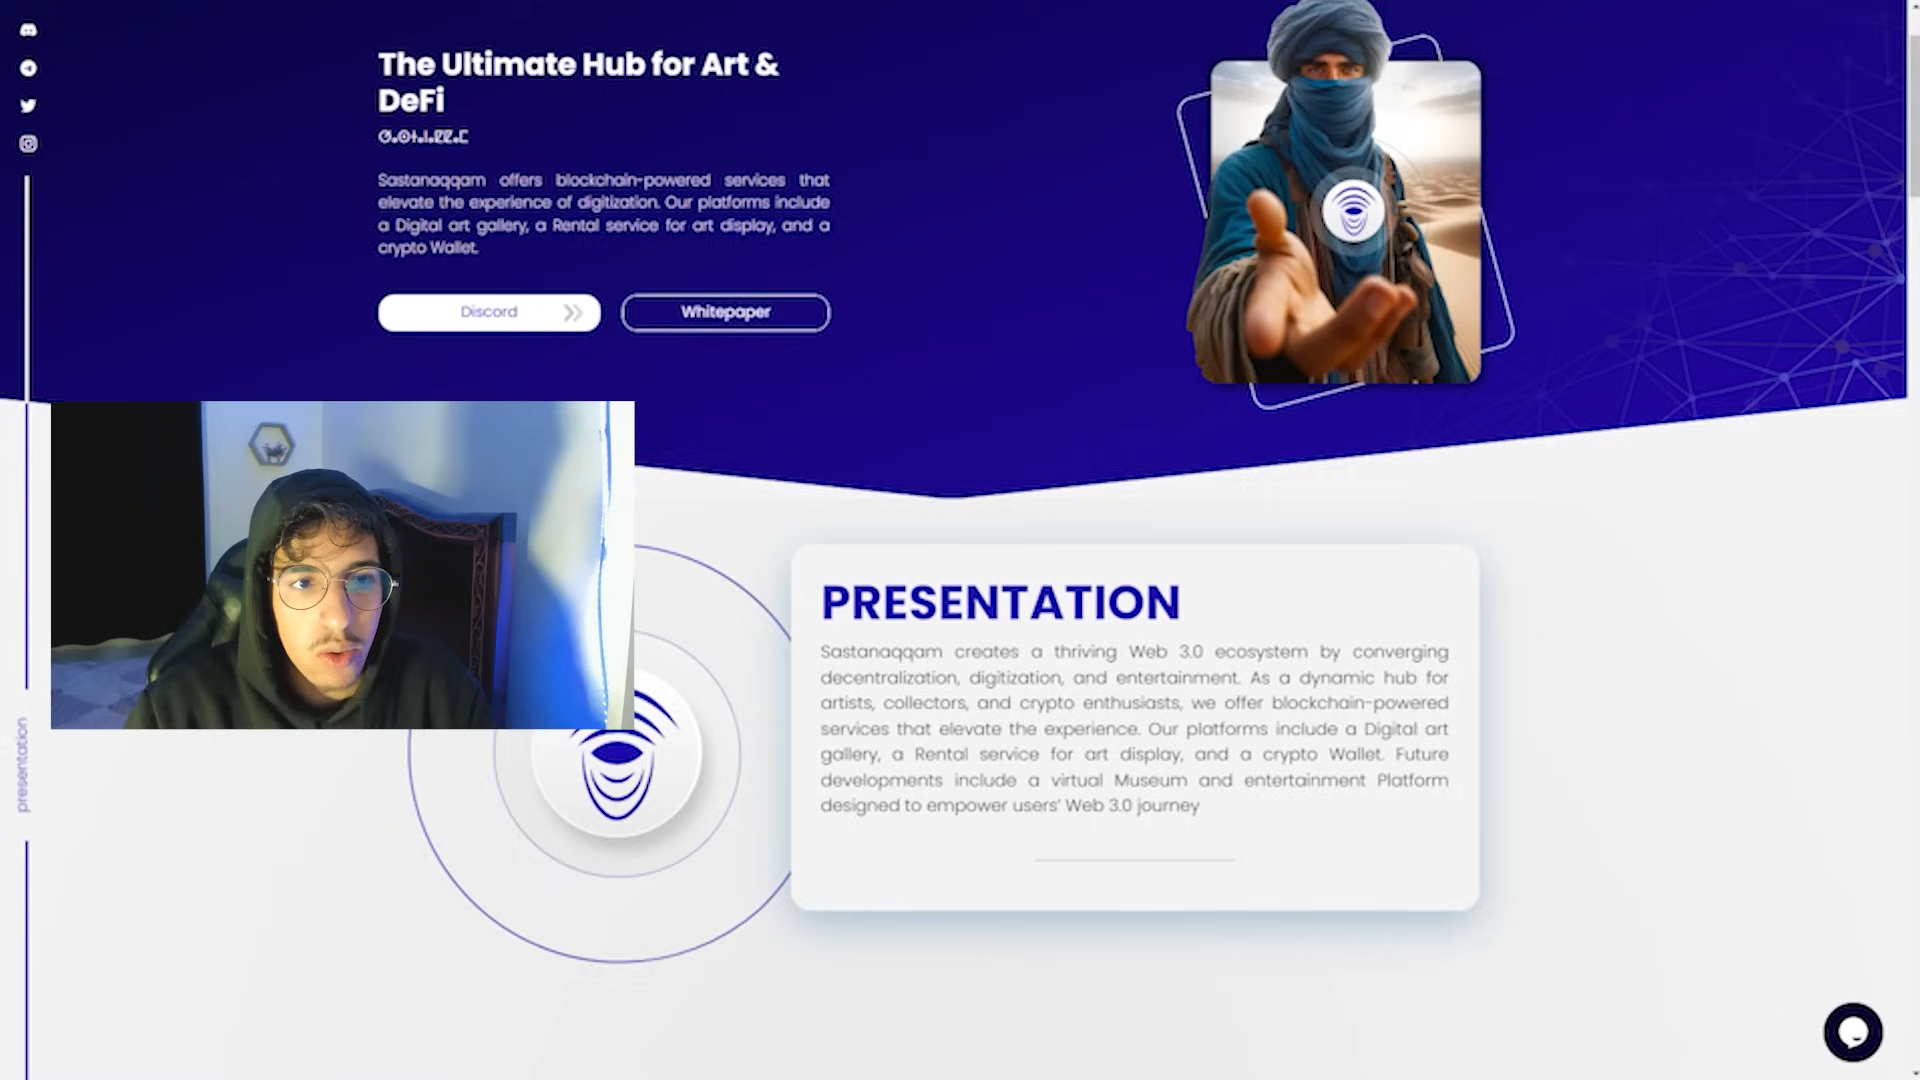 The Ultimate Hub for Art &
DeFi
Sastanaqqam offers blockchain-powered services that
elevate the experience of digitization. Our platforms include
a Digital art gallery, a Rental service for art display, and a
crypto Wallet.
Discord
Whitepaper
PRESENTATION
Sastanaqqam creates a thriving Web 3.0 ecosystem by converging
decentralization, digitization, and entertainment. As a dynamic hub for
artists, collectors, and crypto enthusiasts, we offer blockchain-powered
services that elevate the experience. Our platforms include a Digital art
gallery, a Rental service for art display, and a crypto Wallet. Future
developments include a virtual Museum and entertainment Platform
designed to empower users' Web 3.0 journey
presentation